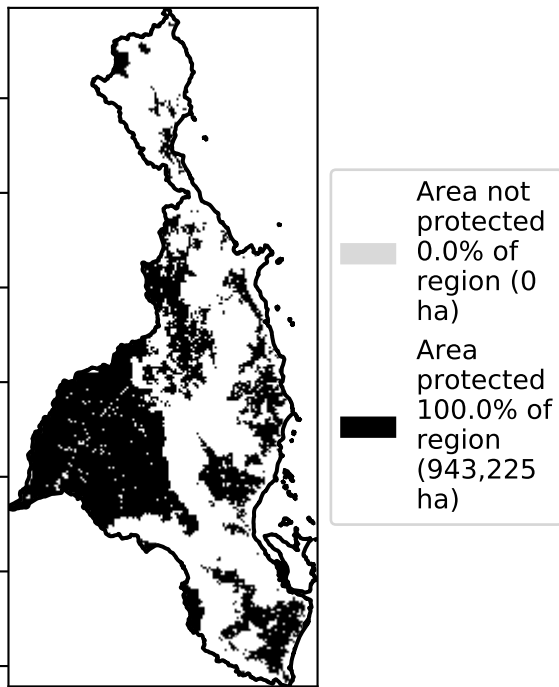 Area not
protected
0.0% of
region (0
ha)
Area
protected
100.0% of
region
(943,225
ha)